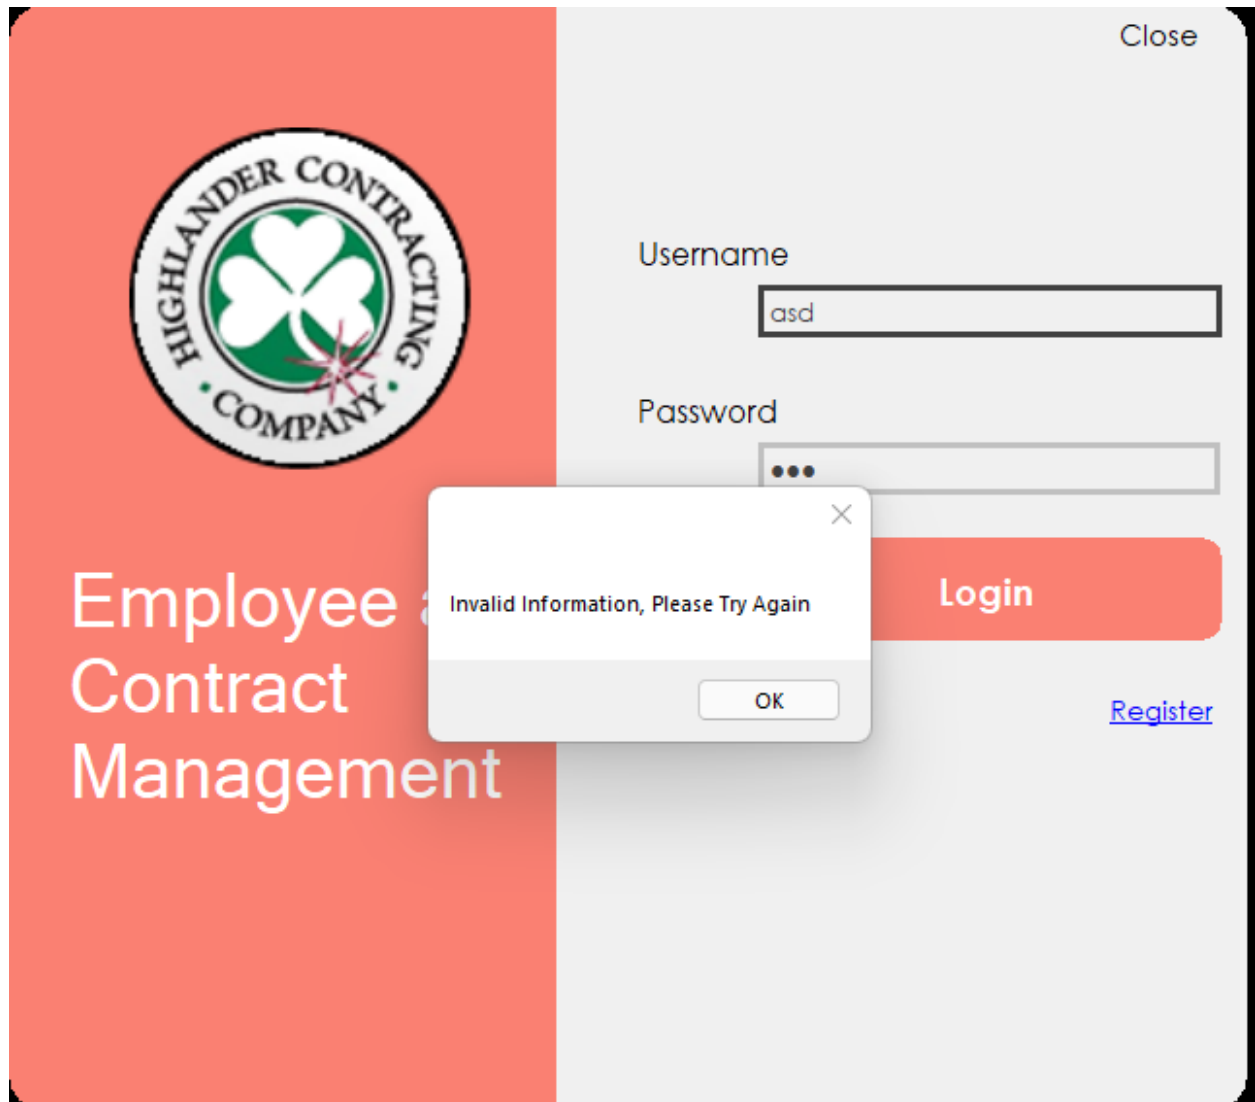 Close
HIGHLANDER CONTRACTING
• COMPANY •
Username
asd
Password
Invalid Information, Please Try Again
OK
Login
Register
Employee
Contract
Management